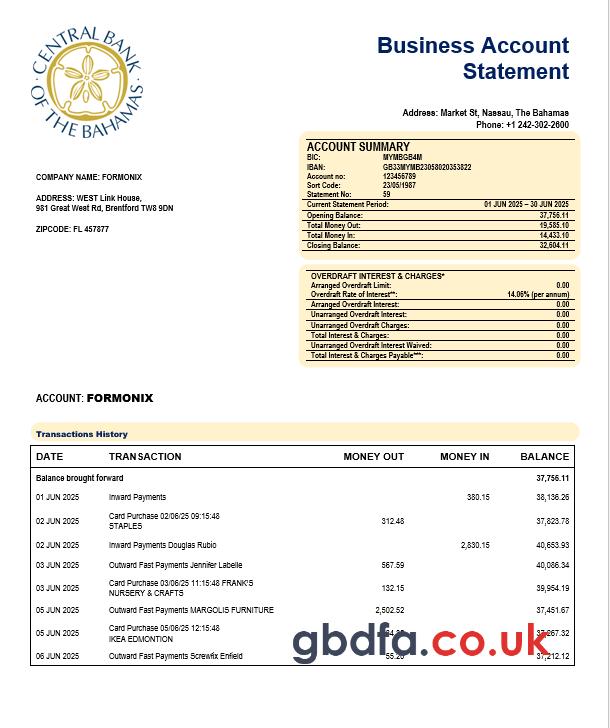 CENTRAL BANK
OF THE BAHAMAS
Business Account
Statement
Address: Market St, Nassau, The Bahamas
Phone: +1 242-302-2600
ACCOUNT SUMMARY
BIC: MYMBGB4M
IBAN: GB33MYMB23058020353822
Account no: 123456789
Sort Code: 23/05/1987
Statement No: 59
Current Statement Period: 01 JUN 2025 – 30 JUN 2025
Opening Balance: 37,756.11
Total Money Out: 19,585.10
Total Money In: 14,433.10
Closing Balance: 32,604.11
COMPANY NAME: FORMONIX
ADDRESS: WEST Link House,
981 Great West Rd, Brentford TW8 9DN
ZIPCODE: FL 457877
OVERDRAFT INTEREST & CHARGES*
Arranged Overdraft Limit: 0.00
Overdraft Rate of Interest**: 14.06% (per annum)
Arranged Overdraft Interest: 0.00
Unarranged Overdraft Interest: 0.00
Unarranged Overdraft Charges: 0.00
Total Interest & Charges: 0.00
Unarranged Overdraft Interest Waived: 0.00
Total Interest & Charges Payable***: 0.00
ACCOUNT: FORMONIX
Transactions History
DATE TRANSACTION MONEY OUT MONEY IN BALANCE
Balance brought forward 37,756.11
01 JUN 2025 Inward Payments 380.15 38,136.26
02 JUN 2025 Card Purchase 02/06/25 09:15:48 312.48 37,823.78
STAPLES
02 JUN 2025 Inward Payments Douglas Rubio 2,830.15 40,653.93
03 JUN 2025 Outward Fast Payments Jennifer Labelle 567.59 40,086.34
03 JUN 2025 Card Purchase 03/06/25 11:15:48 FRANK'S 132.15 39,954.19
NURSERY & CRAFTS
05 JUN 2025 Outward Fast Payments MARGOLIS FURNITURE 2,502.52 37,451.67
05 JUN 2025 Card Purchase 05/06/25 12:15:48
IKEA EDMONTION
06 JUN 2025 Outward Fast Payments Screwfix Enfield 37,212.12
gbdfa.co.uk